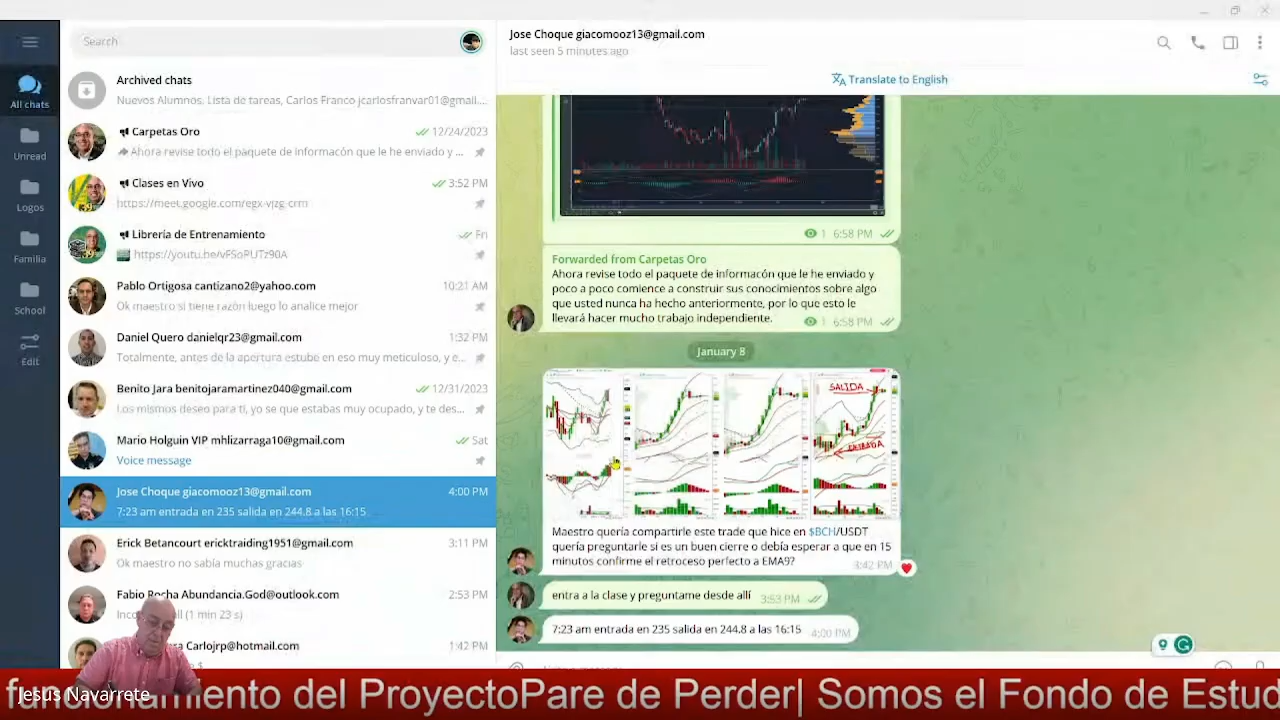 Search
All chats
Unread
Logos
Familia
School
Edit
Archived chats
Nuevos Alumnos. Lista de tareas, Carlos Franco jcarlosfranvar01@gmail...
Carpetas Oro
12/24/2023
Ahora revise todo el paquete de informacón que le he enviado y ...
Clases en Vivo
3:52 PM
https://meet.google.com/egx-vjzg-crm
Librería de Entrenamiento
Fri
https://youtu.be/vFSoPUTz90A
Pablo Ortigosa cantizano2@yahoo.com
10:21 AM
Ok maestro si tiene razón luego lo analice mejor
Daniel Quero danielqr23@gmail.com
1:32 PM
Totalmente, antes de la apertura estube en eso muy meticuloso, y e...
Benito Jara benitojaramartinez040@gmail.com
12/31/2023
Los mismos deseo para ti, yo se que estabas muy ocupado, y te des...
Mario Holguin VIP mhlizarraga10@gmail.com
Sat
Voice message
Jose Choque giacomooz13@gmail.com
4:00 PM
7:23 am entrada en 235 salida en 244.8 a las 16:15
Erick Betancourt ericktraiding1951@gmail.com
3:11 PM
Ok maestro no sabía muchas gracias
Fabio Rocha Abundancia.God@outlook.com
2:53 PM
(1 min 23 s)
Carlojrp@hotmail.com
1:42 PM
Jose Choque giacomooz13@gmail.com
last seen 5 minutes ago
Translate to English
1 6:58 PM
Forwarded from Carpetas Oro
Ahora revise todo el paquete de informacón que le he enviado y
poco a poco comience a construir sus conocimientos sobre algo
que usted nunca ha hecho anteriormente, por lo que esto le
llevará hacer mucho trabajo independiente.
1 6:58 PM
January 8
SALIDA
ENTRADA
Maestro quería compartirle este trade que hice en $BCH/USDT
quería preguntarle si es un buen cierre o debía esperar a que en 15
minutos confirme el retroceso perfecto a EMA9?
3:42 PM
entra a la clase y preguntame desde allí
3:53 PM
7:23 am entrada en 235 salida en 244.8 a las 16:15
4:00 PM
Jesus Navarrete
del ProyectoPare de Perder| Somos el Fondo de Estud